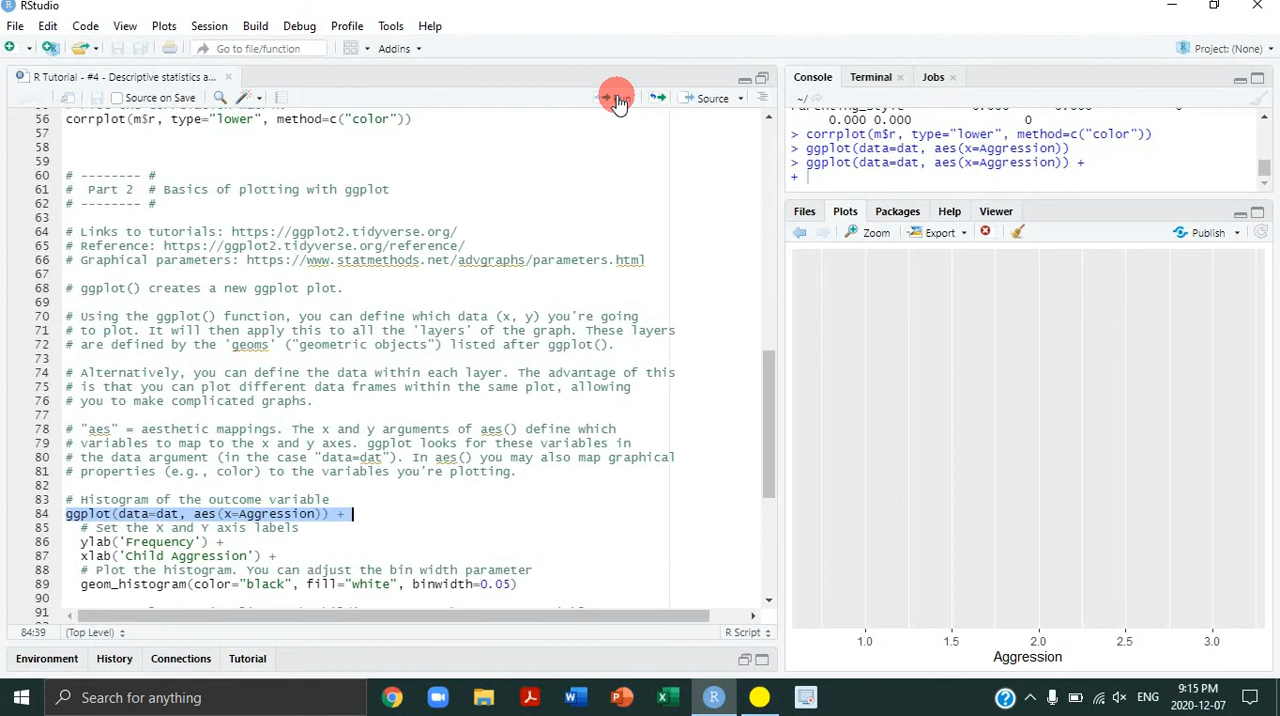 RStudio
File Edit Code View Plots Session Build Debug Profile Tools Help
Go to file/function Addins Project: (None)
R Tutorial - #4 - Descriptive statistics a...
Source on Save Source
56 corrplot(m$r, type="lower", method=c("color"))
57
58
59
60 # -------- #
61 # Part 2 # Basics of plotting with ggplot
62 # -------- #
63
64 # Links to tutorials: https://ggplot2.tidyverse.org/
65 # Reference: https://ggplot2.tidyverse.org/reference/
66 # Graphical parameters: https://www.statmethods.net/advgraphs/parameters.html
67
68 # ggplot() creates a new ggplot plot.
69
70 # Using the ggplot() function, you can define which data (x, y) you're going
71 # to plot. It will then apply this to all the 'layers' of the graph. These layers
72 # are defined by the 'geoms' ("geometric objects") listed after ggplot().
73
74 # Alternatively, you can define the data within each layer. The advantage of this
75 # is that you can plot different data frames within the same plot, allowing
76 # you to make complicated graphs.
77
78 # "aes" = aesthetic mappings. The x and y arguments of aes() define which
79 # variables to map to the x and y axes. ggplot looks for these variables in
80 # the data argument (in the case "data=dat"). In aes() you may also map graphical
81 # properties (e.g., color) to the variables you're plotting.
82
83 # Histogram of the outcome variable
84 ggplot(data=dat, aes(x=Aggression)) +
85 # Set the X and Y axis labels
86 ylab('Frequency') +
87 xlab('Child Aggression') +
88 # Plot the histogram. You can adjust the bin width parameter
89 geom_histogram(color="black", fill="white", binwidth=0.05)
90
91
84:39 (Top Level) R Script
Environment History Connections Tutorial
Console Terminal Jobs
~/
Parenting_Style 0.000 0.000 0
0.000 0.000 0
> corrplot(m$r, type="lower", method=c("color"))
> ggplot(data=dat, aes(x=Aggression))
> ggplot(data=dat, aes(x=Aggression)) +
+
Files Plots Packages Help Viewer
Zoom Export Publish
1.0 1.5 2.0 2.5 3.0
Aggression
Type here to search